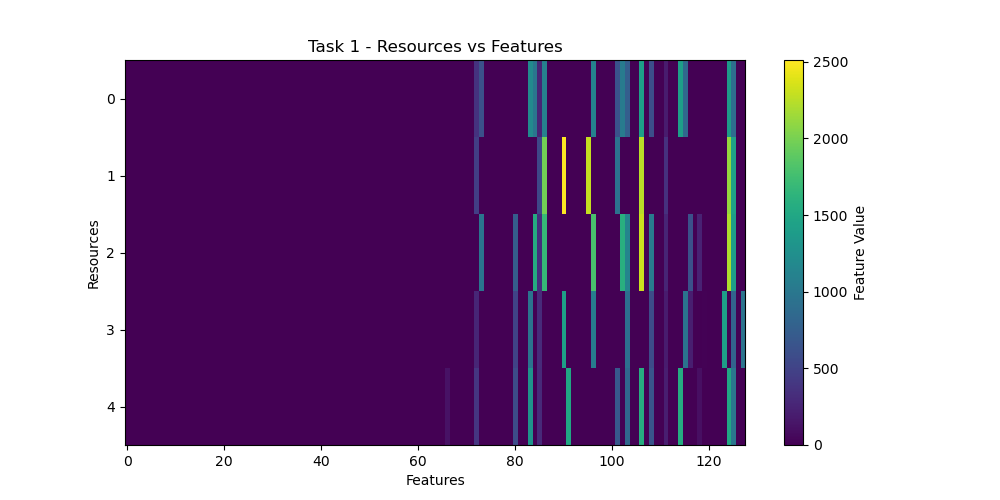 Task 1 - Resources vs Features
Resources
0
1
2
3
4
0 20 40 60 80 100 120
Features
2500
2000
1500
1000
500
0
Feature Value